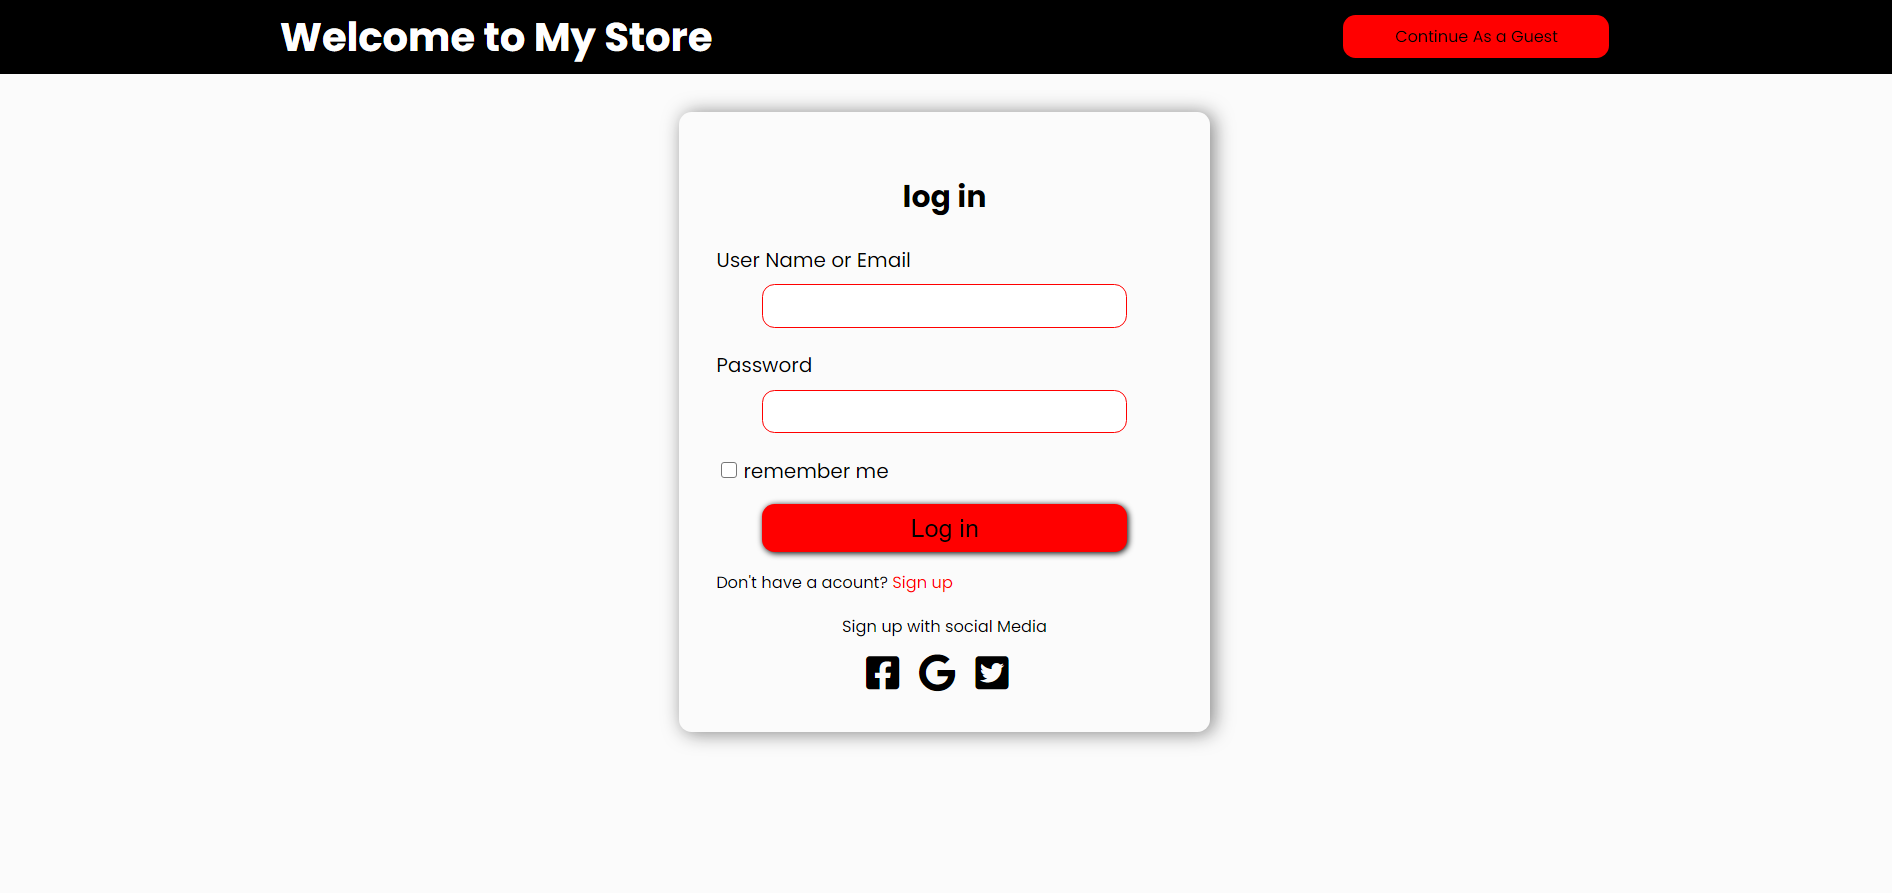 Welcome to My Store
Continue As a Guest
log in
User Name or Email
Password
remember me
Log in
Don't have a acount? Sign up
Sign up with social Media